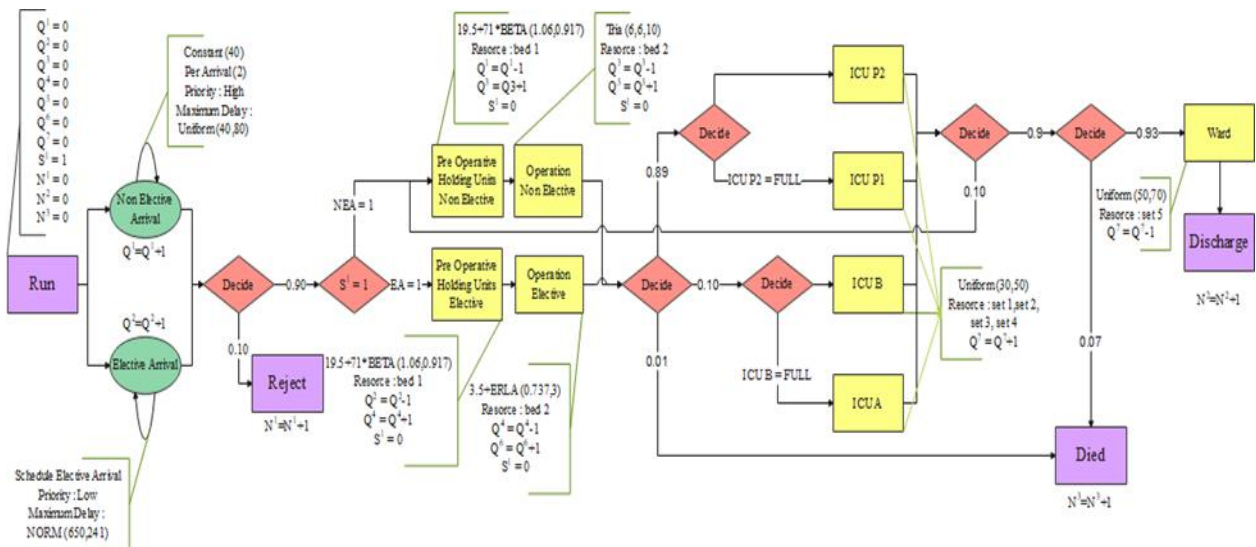 Q¹ = 0
Q² = 0
Q³ = 0
Q⁴ = 0
Q⁵ = 0
Q⁶ = 0
Q⁷ = 0
S¹ = 1
N¹ = 0
N² = 0
N³ = 0
Run
Constant (40)
Per Arrival (2)
Priority : High
Maximum Delay :
Uniform (40,80)
Non Elective
Arrival
Q¹=Q¹+1
Q²=Q²+1
Elective Arrival
Schedule Elective Arrival
Priority : Low
Maximum Delay :
NORM (650,241)
Decide
0.90
0.10
Reject
N¹=N¹+1
S¹ = 1
NEA = 1
EA = 1
19.5+71*BETA (1.06,0.917)
Resorce : bed 1
Q¹ = Q¹-1
Q³ = Q3+1
S¹ = 0
Pre Operative
Holding Units
Non Elective
Tria (6,6,10)
Resorce : bed 2
Q³ = Q³-1
Q⁵ = Q⁵+1
S¹ = 0
Operation
Non Elective
Pre Operative
Holding Units
Elective
19.5+71*BETA (1.06,0.917)
Resorce : bed 1
Q² = Q²-1
Q⁴ = Q⁴+1
S¹ = 0
Operation
Elective
3.5+ERLA (0.737,3)
Resorce : bed 2
Q⁴ = Q⁴-1
Q⁶ = Q⁶+1
S¹ = 0
Decide
0.89
0.10
0.01
Decide
ICU P2 = FULL
ICU P2
ICU P1
Decide
ICU B = FULL
ICU B
ICU A
Uniform (30,50)
Resorce : set 1,set 2,
set 3, set 4
Q⁷ = Q⁷+1
Decide
0.9
0.10
Decide
0.93
0.07
Ward
Uniform (50,70)
Resorce : set 5
Q⁷ = Q⁷-1
Discharge
N³=N²+1
Died
N³=N³+1